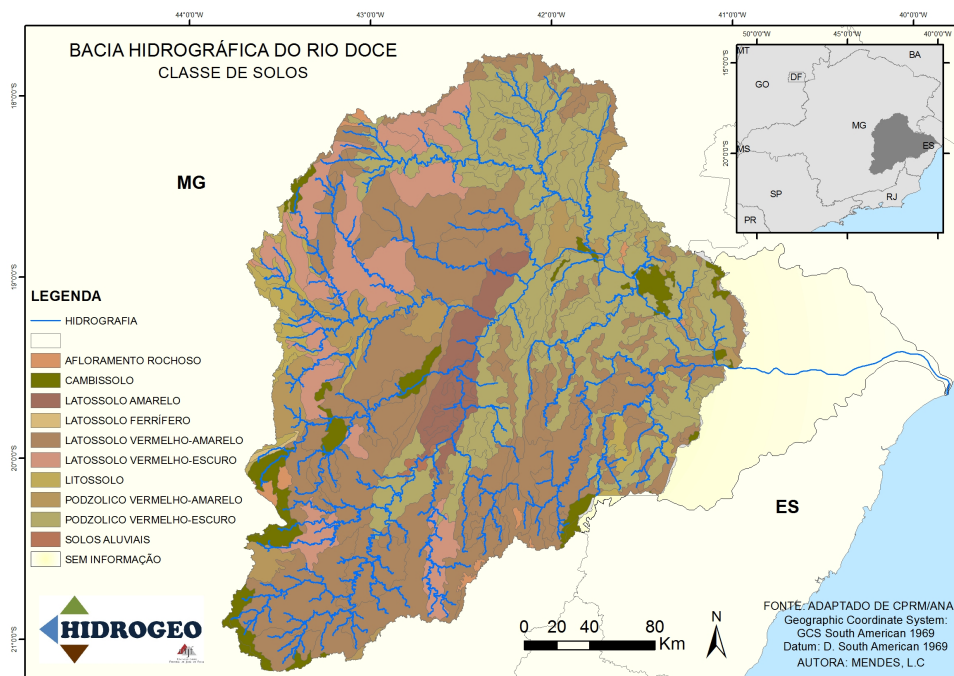 44°0'0"W 43°0'0"W 42°0'0"W 41°0'0"W 40°0'0"W
BACIA HIDROGRÁFICA DO RIO DOCE
CLASSE DE SOLOS
50°0'0"W 45°0'0"W 40°0'0"W
MT
BA
GO
DF
MG
ES
MS
SP
RJ
PR
15°0'0"S
20°0'0"S
18°0'0"S
19°0'0"S
20°0'0"S
21°0'0"S
MG
ES
LEGENDA
HIDROGRAFIA
AFLORAMENTO ROCHOSO
CAMBISSOLO
LATOSSOLO AMARELO
LATOSSOLO FERRÍFERO
LATOSSOLO VERMELHO-AMARELO
LATOSSOLO VERMELHO-ESCURO
LITOSSOLO
PODZOLICO VERMELHO-AMARELO
PODZOLICO VERMELHO-ESCURO
SOLOS ALUVIAIS
SEM INFORMAÇÃO
HIDROGEO
0 20 40 80
Km
N
FONTE: ADAPTADO DE CPRM/ANA
Geographic Coordinate System:
GCS South American 1969
Datum: D. South American 1969
AUTORA: MENDES, L.C